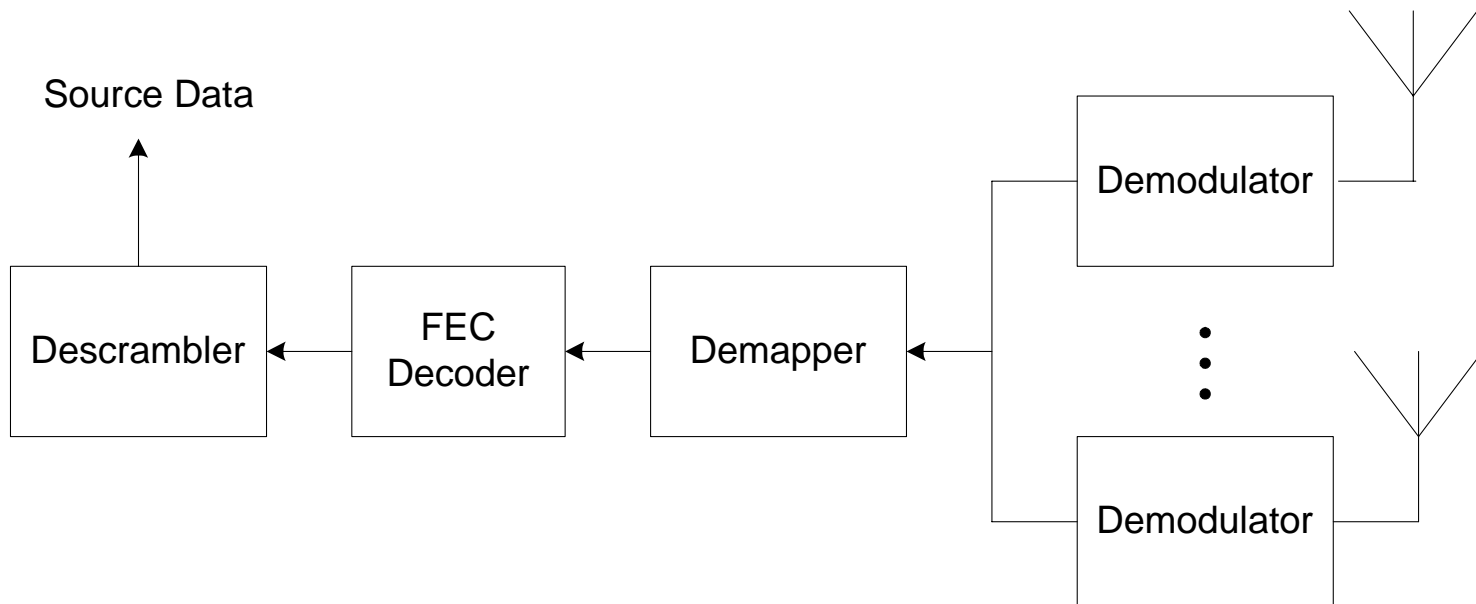 Source Data
Demodulator
Descrambler
FEC
Decoder
Demapper
Demodulator